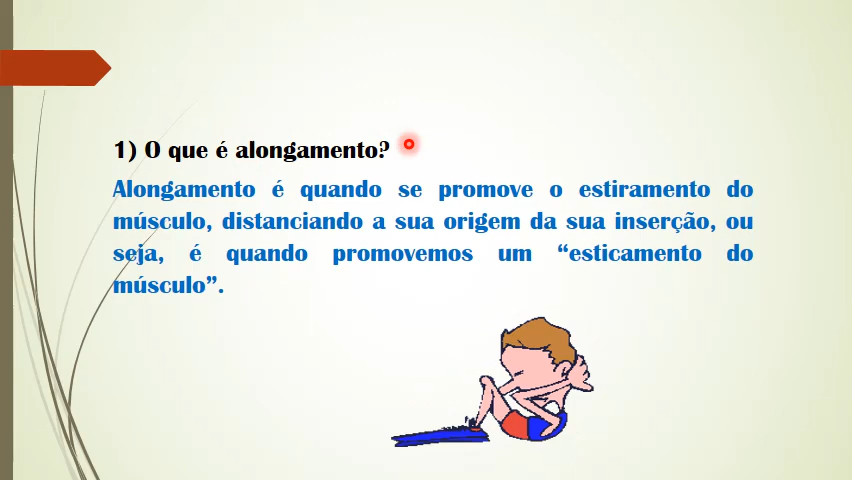 1) O que é alongamento?
Alongamento é quando se promove o estiramento do
músculo, distanciando a sua origem da sua inserção, ou
seja, é quando promovemos um “esticamento do
músculo”.